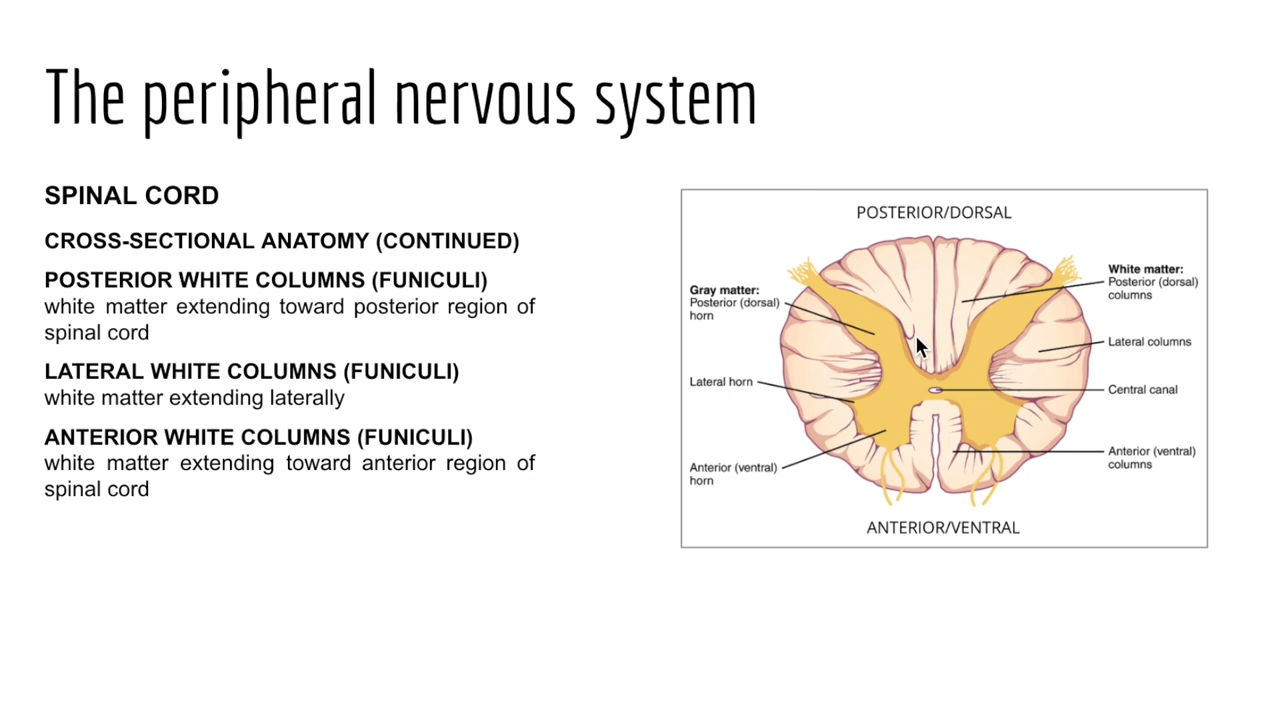 The peripheral nervous system
SPINAL CORD
CROSS-SECTIONAL ANATOMY (CONTINUED)
POSTERIOR WHITE COLUMNS (FUNICULI)
white matter extending toward posterior region of
spinal cord
LATERAL WHITE COLUMNS (FUNICULI)
white matter extending laterally
ANTERIOR WHITE COLUMNS (FUNICULI)
white matter extending toward anterior region of
spinal cord
POSTERIOR/DORSAL
Gray matter:
Posterior (dorsal)
horn
Lateral horn
Anterior (ventral)
horn
White matter:
Posterior (dorsal)
columns
Lateral columns
Central canal
Anterior (ventral)
columns
ANTERIOR/VENTRAL